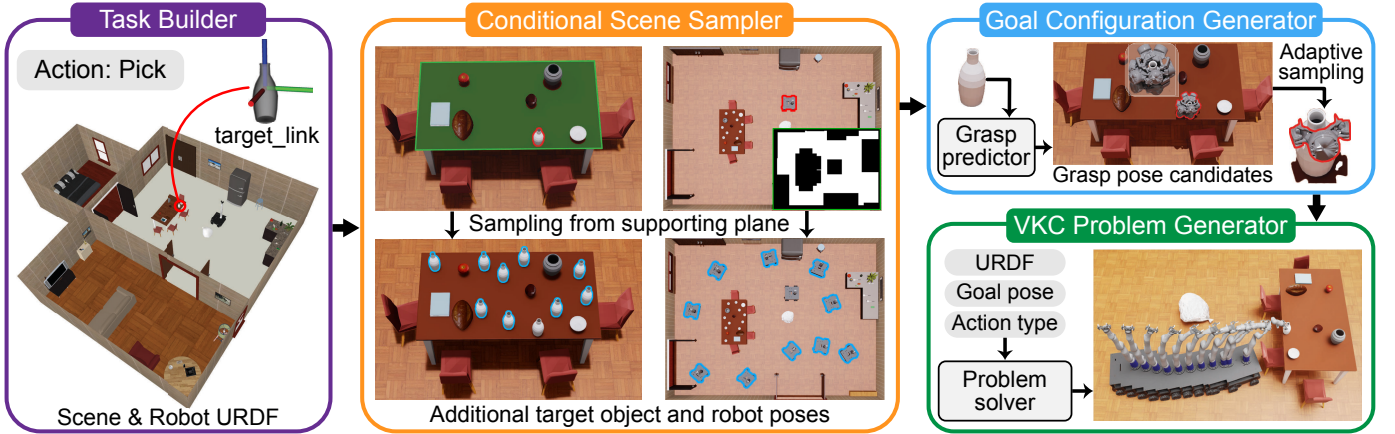 Task Builder
Action: Pick
target_link
Scene & Robot URDF
Conditional Scene Sampler
Sampling from supporting plane
Additional target object and robot poses
Goal Configuration Generator
Grasp
predictor
Grasp pose candidates
Adaptive
sampling
VKC Problem Generator
URDF
Goal pose
Action type
Problem
solver